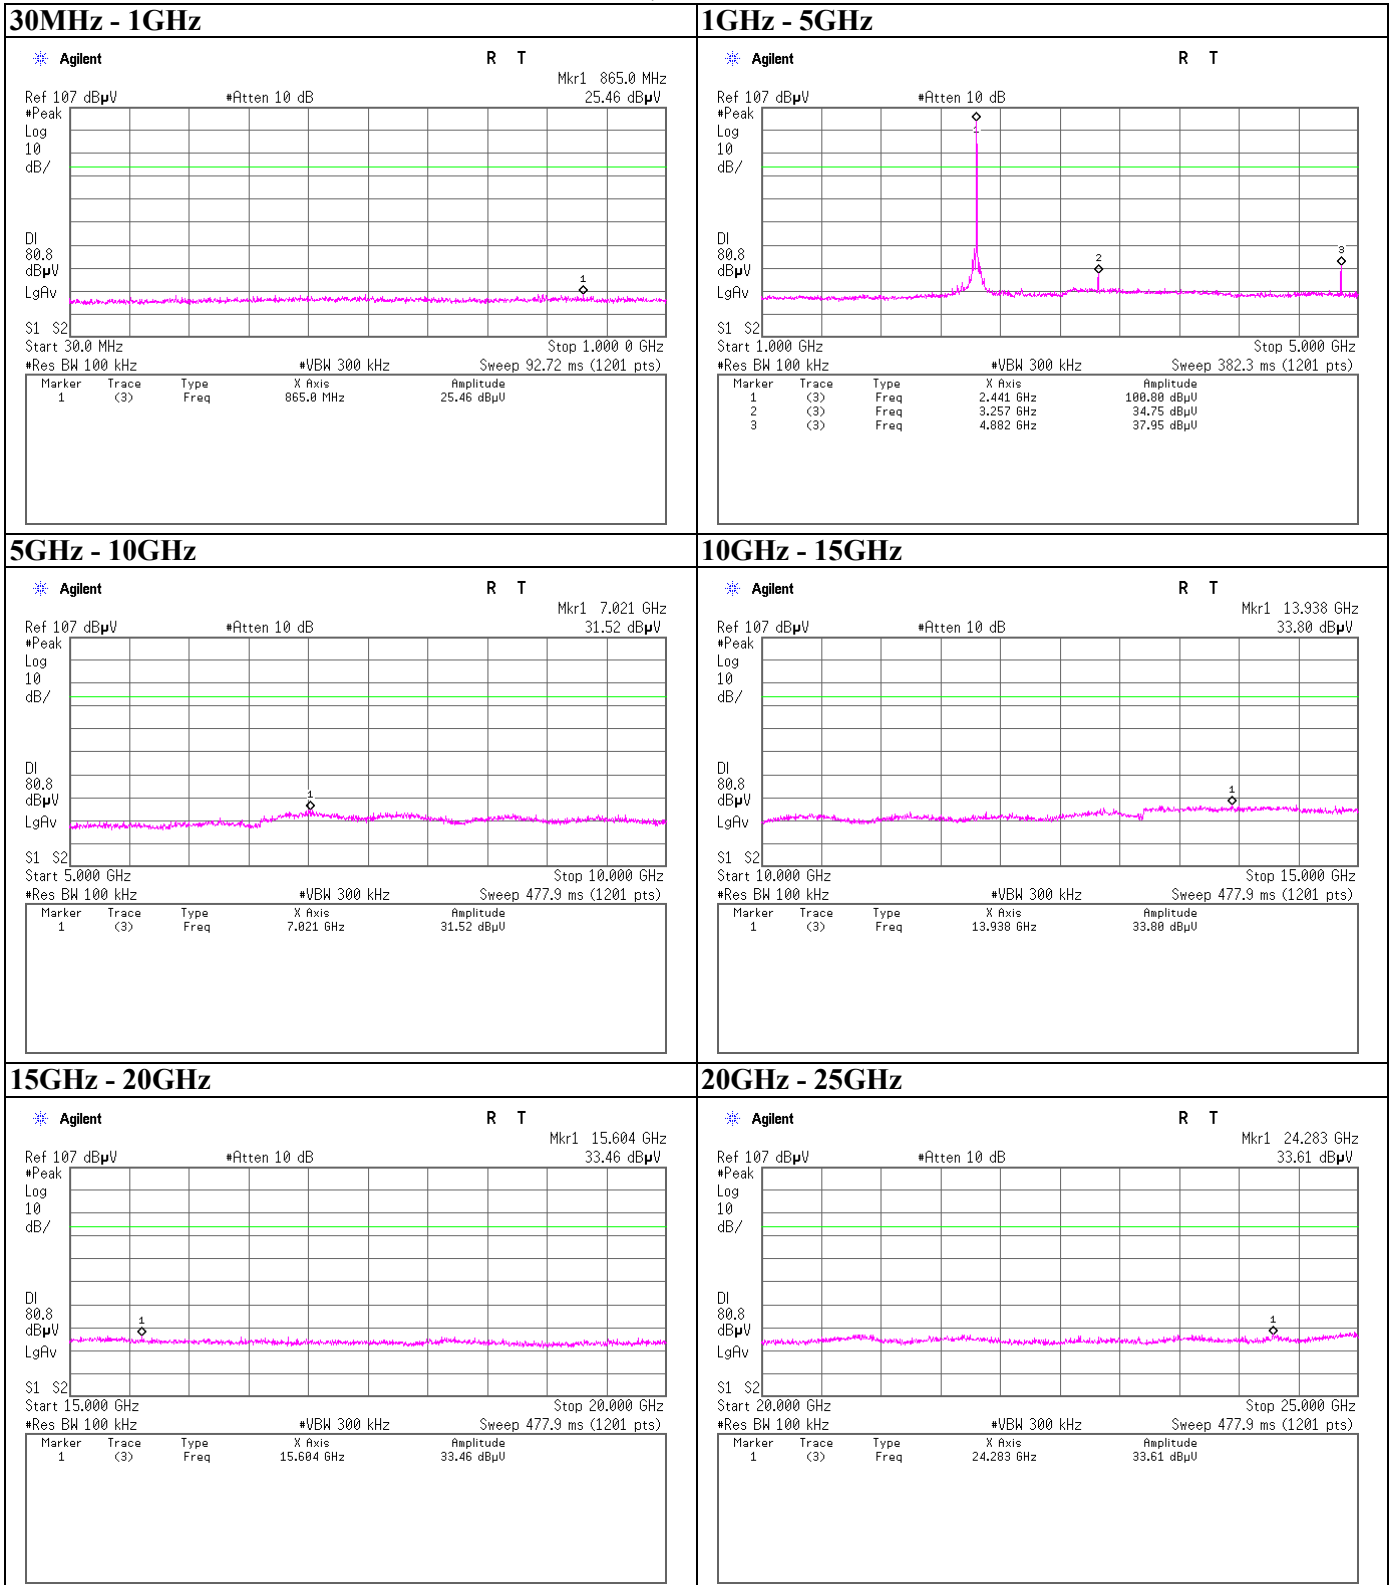 30MHz - 1GHz
Agilent R T
Mkr1 865.0 MHz
Ref 107 dBµV #Atten 10 dB 25.46 dBµV
#Peak
Log
10
dB/
DI
80.8
dBµV
LgAv
S1 S2
Start 30.0 MHz Stop 1.000 0 GHz
#Res BW 100 kHz #VBW 300 kHz Sweep 92.72 ms (1201 pts)
Marker Trace Type X Axis Amplitude
1 (3) Freq 865.0 MHz 25.46 dBµV
1
1GHz - 5GHz
Agilent R T
Ref 107 dBµV #Atten 10 dB
#Peak
Log
10
dB/
DI
80.8
dBµV
LgAv
S1 S2
1
2
3
Start 1.000 GHz Stop 5.000 GHz
#Res BW 100 kHz #VBW 300 kHz Sweep 382.3 ms (1201 pts)
Marker Trace Type X Axis Amplitude
1 (3) Freq 2.441 GHz 100.80 dBµV
2 (3) Freq 3.257 GHz 34.75 dBµV
3 (3) Freq 4.882 GHz 37.95 dBµV
5GHz - 10GHz
Agilent R T
Mkr1 7.021 GHz
Ref 107 dBµV #Atten 10 dB 31.52 dBµV
#Peak
Log
10
dB/
DI
80.8
dBµV
LgAv
S1 S2
1
Start 5.000 GHz Stop 10.000 GHz
#Res BW 100 kHz #VBW 300 kHz Sweep 477.9 ms (1201 pts)
Marker Trace Type X Axis Amplitude
1 (3) Freq 7.021 GHz 31.52 dBµV
10GHz - 15GHz
Agilent R T
Mkr1 13.938 GHz
Ref 107 dBµV #Atten 10 dB 33.80 dBµV
#Peak
Log
10
dB/
DI
80.8
dBµV
LgAv
S1 S2
1
Start 10.000 GHz Stop 15.000 GHz
#Res BW 100 kHz #VBW 300 kHz Sweep 477.9 ms (1201 pts)
Marker Trace Type X Axis Amplitude
1 (3) Freq 13.938 GHz 33.80 dBµV
15GHz - 20GHz
Agilent R T
Mkr1 15.604 GHz
Ref 107 dBµV #Atten 10 dB 33.46 dBµV
#Peak
Log
10
dB/
DI
80.8
dBµV
LgAv
S1 S2
1
Start 15.000 GHz Stop 20.000 GHz
#Res BW 100 kHz #VBW 300 kHz Sweep 477.9 ms (1201 pts)
Marker Trace Type X Axis Amplitude
1 (3) Freq 15.604 GHz 33.46 dBµV
20GHz - 25GHz
Agilent R T
Mkr1 24.283 GHz
Ref 107 dBµV #Atten 10 dB 33.61 dBµV
#Peak
Log
10
dB/
DI
80.8
dBµV
LgAv
S1 S2
1
Start 20.000 GHz Stop 25.000 GHz
#Res BW 100 kHz #VBW 300 kHz Sweep 477.9 ms (1201 pts)
Marker Trace Type X Axis Amplitude
1 (3) Freq 24.283 GHz 33.61 dBµV